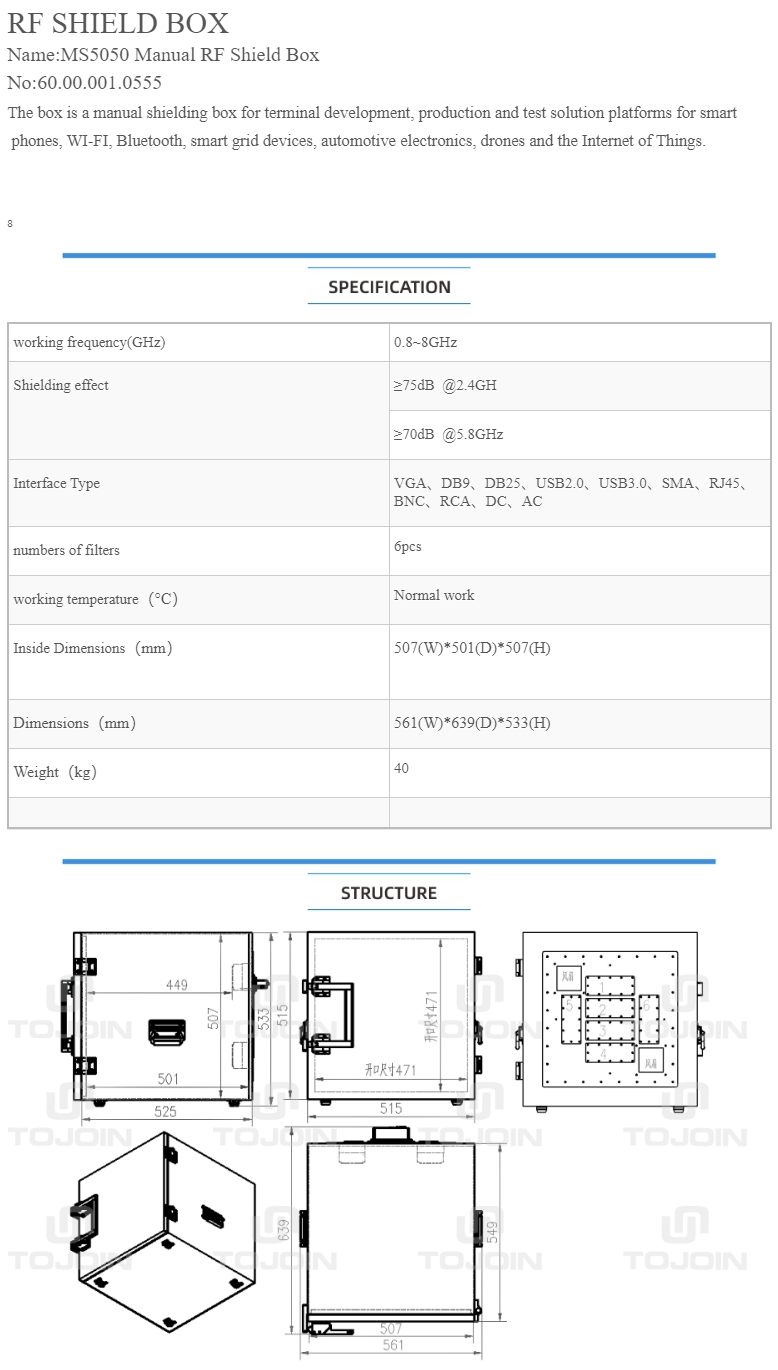 RF SHIELD BOX
Name:MS5050 Manual RF Shield Box
No:60.00.001.0555
The box is a manual shielding box for terminal development, production and test solution platforms for smart
phones, WI-FI, Bluetooth, smart grid devices, automotive electronics, drones and the Internet of Things.
8
SPECIFICATION
working frequency(GHz) 0.8~8GHz
Shielding effect ≥75dB @2.4GH
≥70dB @5.8GHz
Interface Type VGA、DB9、DB25、USB2.0、USB3.0、SMA、RJ45、
BNC、RCA、DC、AC
numbers of filters 6pcs
working temperature（°C） Normal work
Inside Dimensions（mm） 507(W)*501(D)*507(H)
Dimensions（mm） 561(W)*639(D)*533(H)
Weight（kg） 40
STRUCTURE
449
507
533
501
525
515
开口尺寸471
开口尺寸471
515
风扇
1
2
3
4
5
6
风扇
639
549
507
561
TOJOIN TOJOIN TOJOIN TOJOIN
TOJOIN TOJOIN TOJOIN TOJOIN
TOJOIN TOJOIN TOJOIN TOJOIN